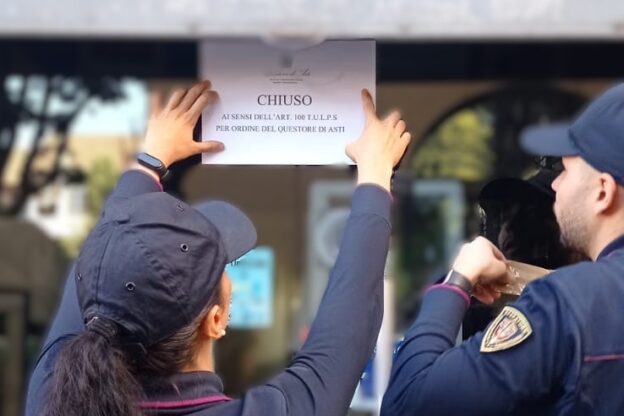 CHIUSO
AI SENSI DELL'ART. 100 T.U.L.P.S
PER ORDINE DEL QUESTORE DI ASTI